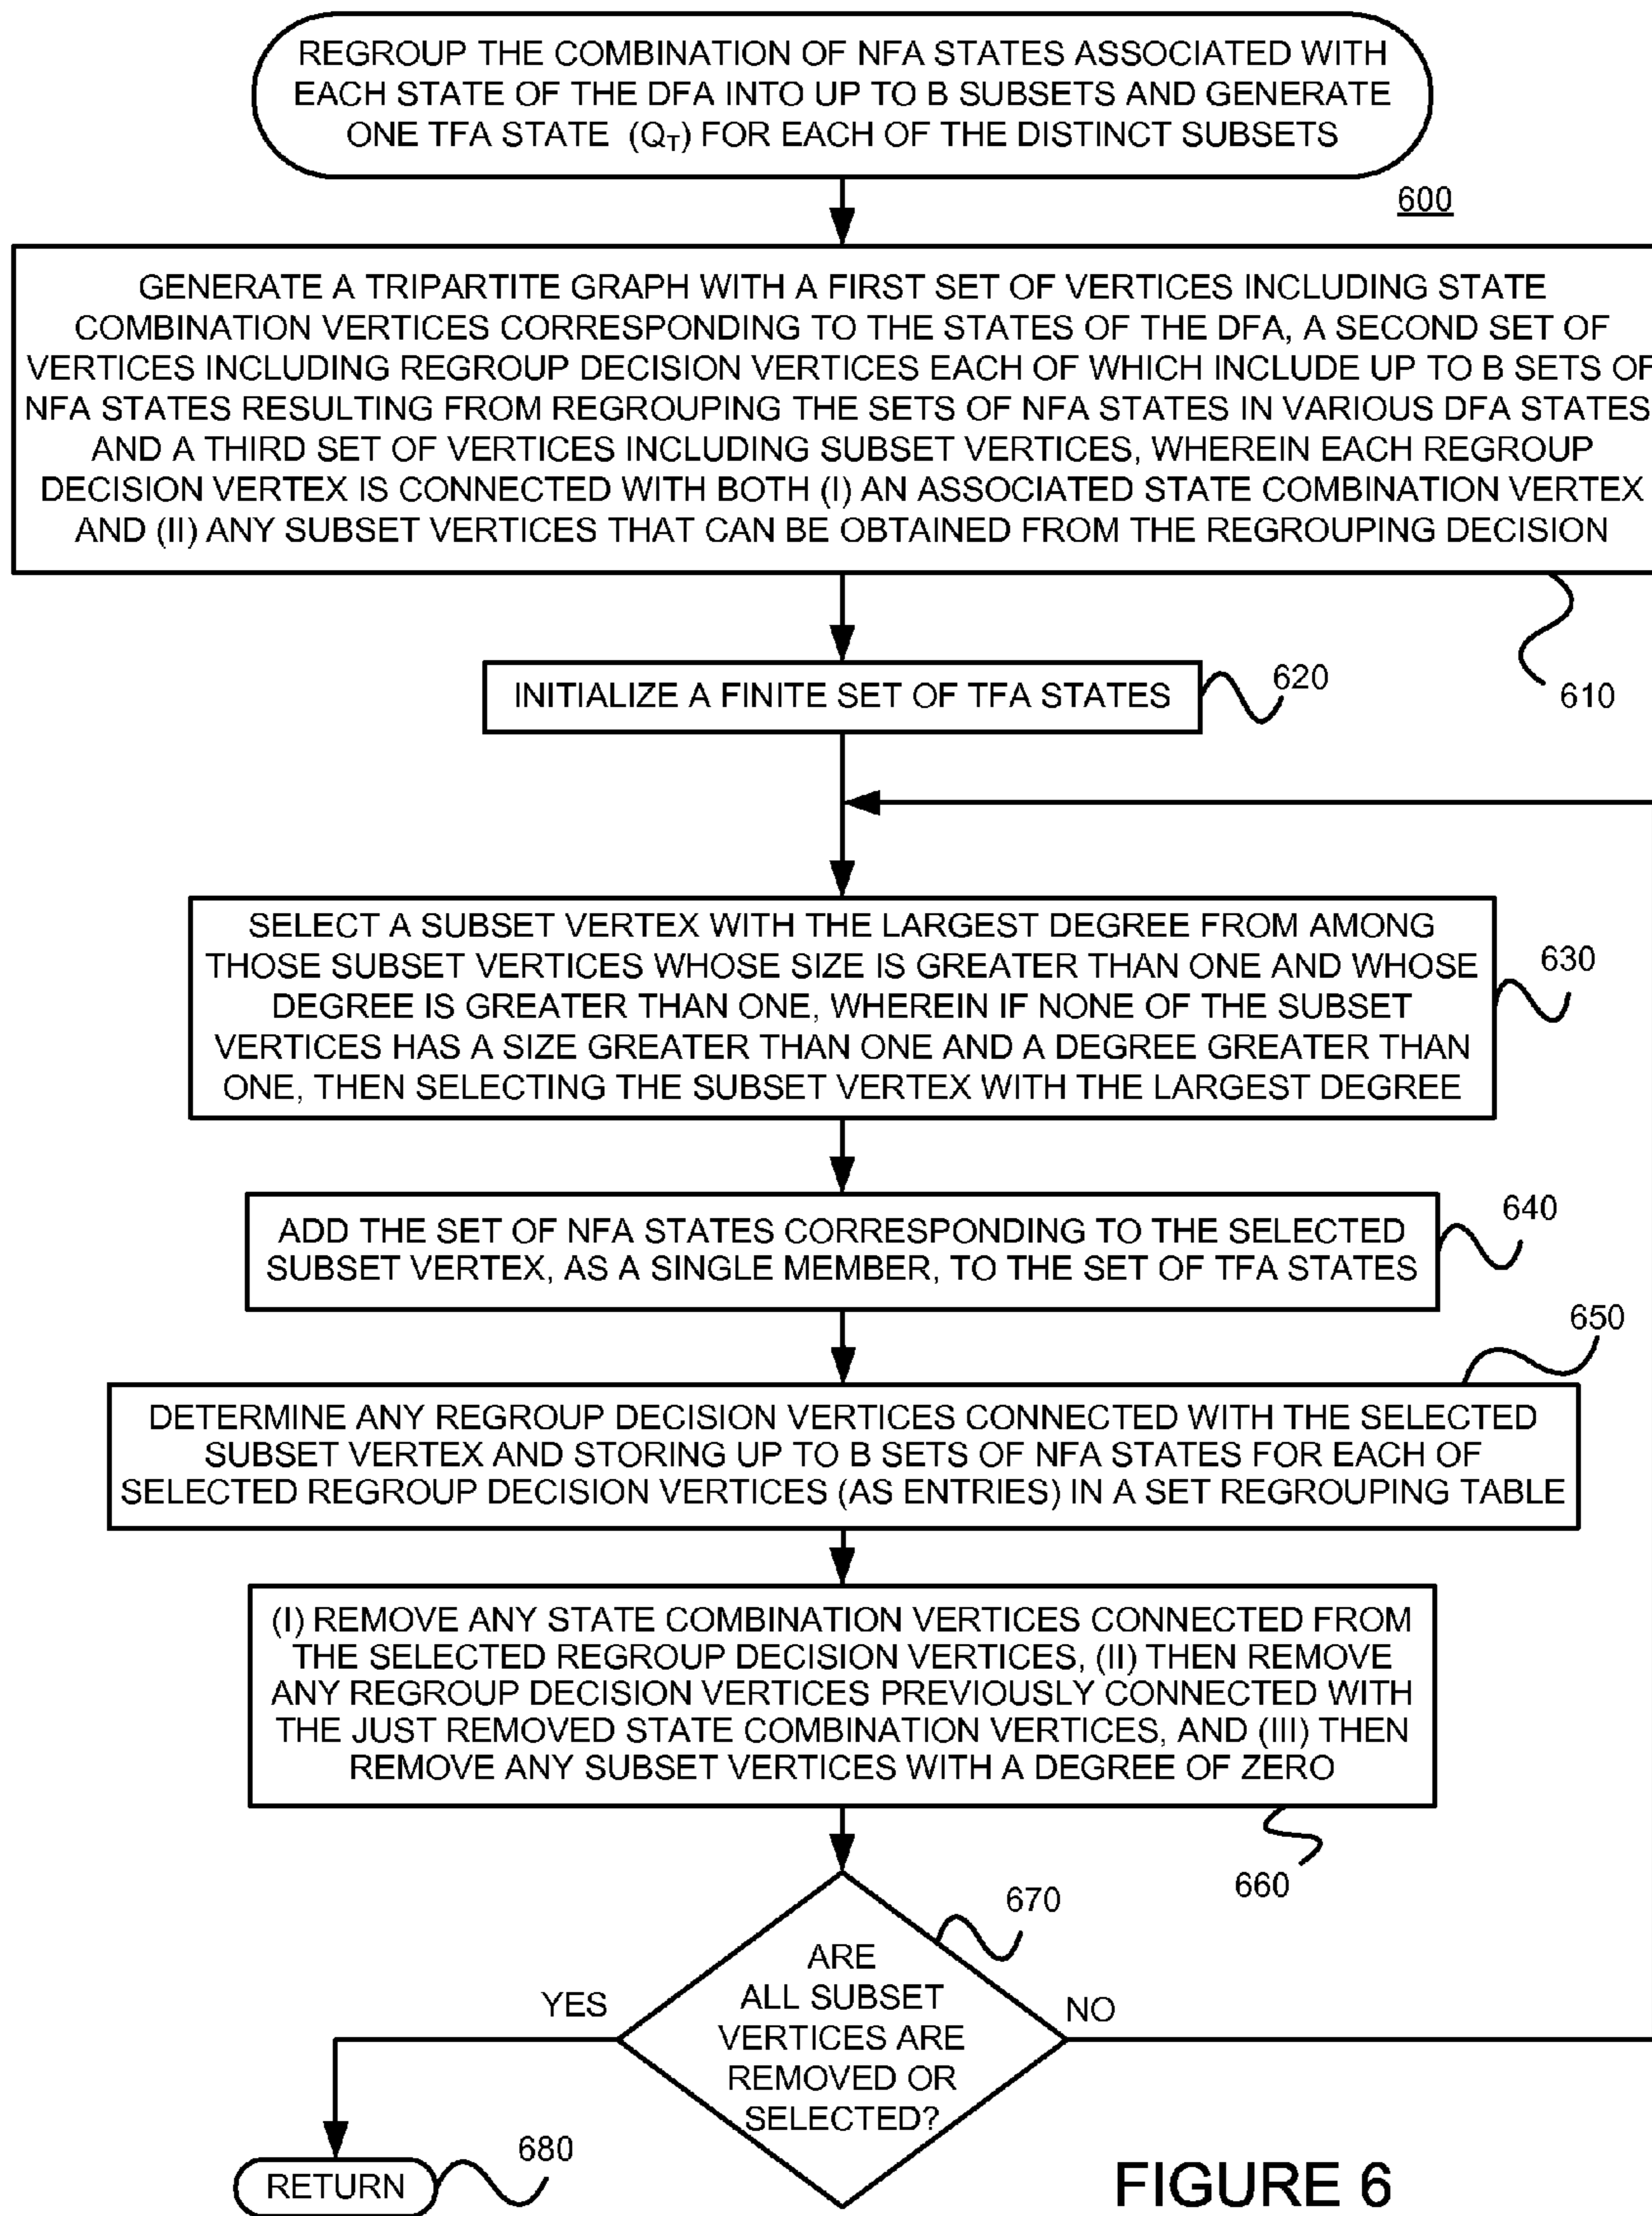 REGROUP THE COMBINATION OF NFA STATES ASSOCIATED WITH
EACH STATE OF THE DFA INTO UP TO B SUBSETS AND GENERATE
ONE TFA STATE (QT) FOR EACH OF THE DISTINCT SUBSETS
600
GENERATE A TRIPARTITE GRAPH WITH A FIRST SET OF VERTICES INCLUDING STATE
COMBINATION VERTICES CORRESPONDING TO THE STATES OF THE DFA, A SECOND SET OF
VERTICES INCLUDING REGROUP DECISION VERTICES EACH OF WHICH INCLUDE UP TO B SETS OF
NFA STATES RESULTING FROM REGROUPING THE SETS OF NFA STATES IN VARIOUS DFA STATES
AND A THIRD SET OF VERTICES INCLUDING SUBSET VERTICES, WHEREIN EACH REGROUP
DECISION VERTEX IS CONNECTED WITH BOTH (I) AN ASSOCIATED STATE COMBINATION VERTEX
AND (II) ANY SUBSET VERTICES THAT CAN BE OBTAINED FROM THE REGROUPING DECISION
610
INITIALIZE A FINITE SET OF TFA STATES
620
SELECT A SUBSET VERTEX WITH THE LARGEST DEGREE FROM AMONG
THOSE SUBSET VERTICES WHOSE SIZE IS GREATER THAN ONE AND WHOSE
DEGREE IS GREATER THAN ONE, WHEREIN IF NONE OF THE SUBSET
VERTICES HAS A SIZE GREATER THAN ONE AND A DEGREE GREATER THAN
ONE, THEN SELECTING THE SUBSET VERTEX WITH THE LARGEST DEGREE
630
ADD THE SET OF NFA STATES CORRESPONDING TO THE SELECTED
SUBSET VERTEX, AS A SINGLE MEMBER, TO THE SET OF TFA STATES
640
650
DETERMINE ANY REGROUP DECISION VERTICES CONNECTED WITH THE SELECTED
SUBSET VERTEX AND STORING UP TO B SETS OF NFA STATES FOR EACH OF
SELECTED REGROUP DECISION VERTICES (AS ENTRIES) IN A SET REGROUPING TABLE
(I) REMOVE ANY STATE COMBINATION VERTICES CONNECTED FROM
THE SELECTED REGROUP DECISION VERTICES, (II) THEN REMOVE
ANY REGROUP DECISION VERTICES PREVIOUSLY CONNECTED WITH
THE JUST REMOVED STATE COMBINATION VERTICES, AND (III) THEN
REMOVE ANY SUBSET VERTICES WITH A DEGREE OF ZERO
660
670
ARE
ALL SUBSET
VERTICES ARE
REMOVED OR
SELECTED?
YES
NO
RETURN
680
FIGURE 6